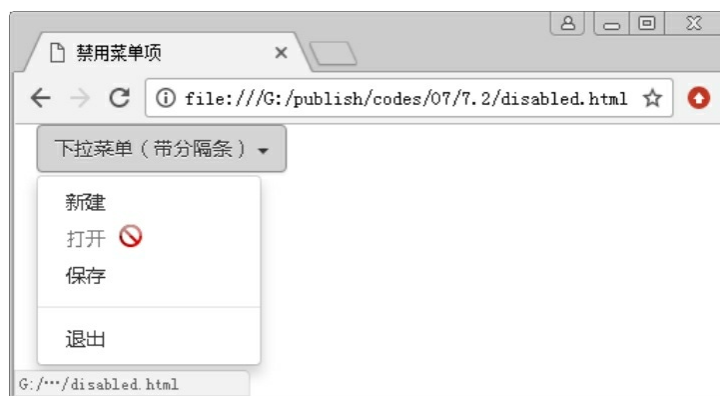 禁用菜单项
file:///G:/publish/codes/07/7.2/disabled.html
下拉菜单（带分隔条）
新建
打开
保存
退出
G:/…/disabled.html